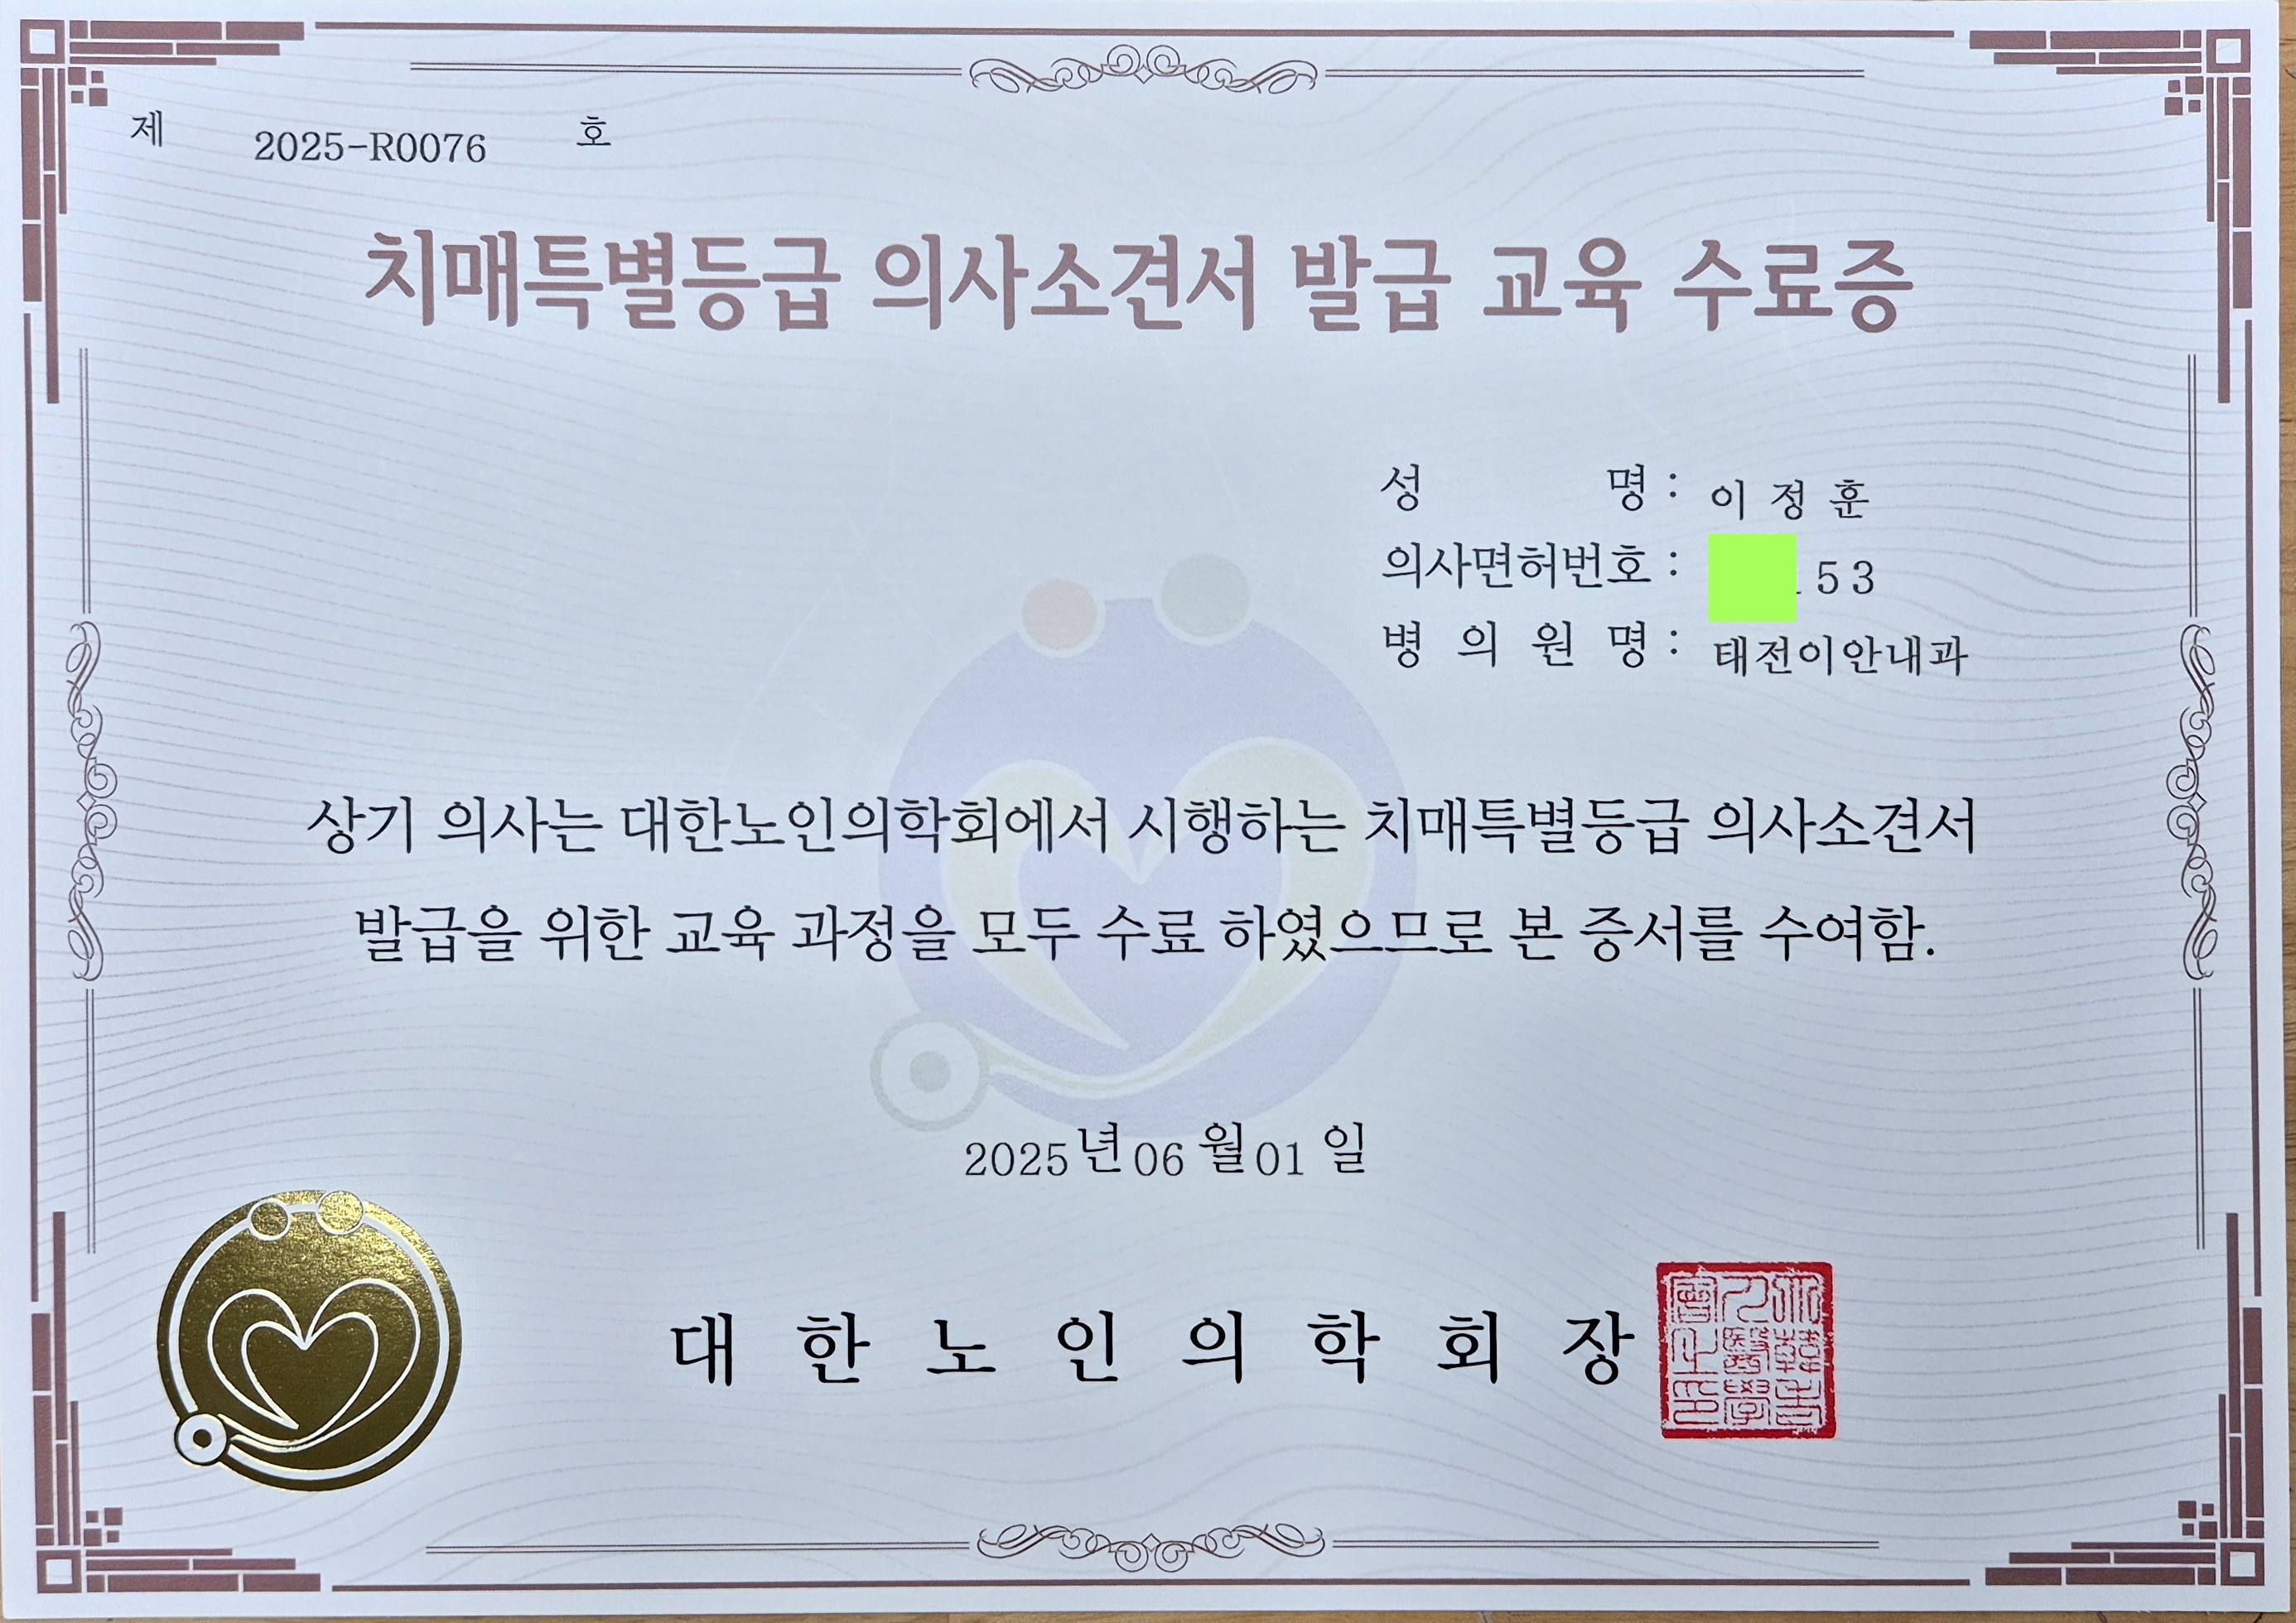 제 2025-R0076 호
치매특별등급 의사소견서 발급 교육 수료증
성 명 : 이 정 훈
의사면허번호 : 53
병 의 원 명 : 태전이안내과
상기 의사는 대한노인의학회에서 시행하는 치매특별등급 의사소견서
발급을 위한 교육 과정을 모두 수료 하였으므로 본 증서를 수여함.
2025년 06 월 01 일
대 한 노 인 의 학 회 장